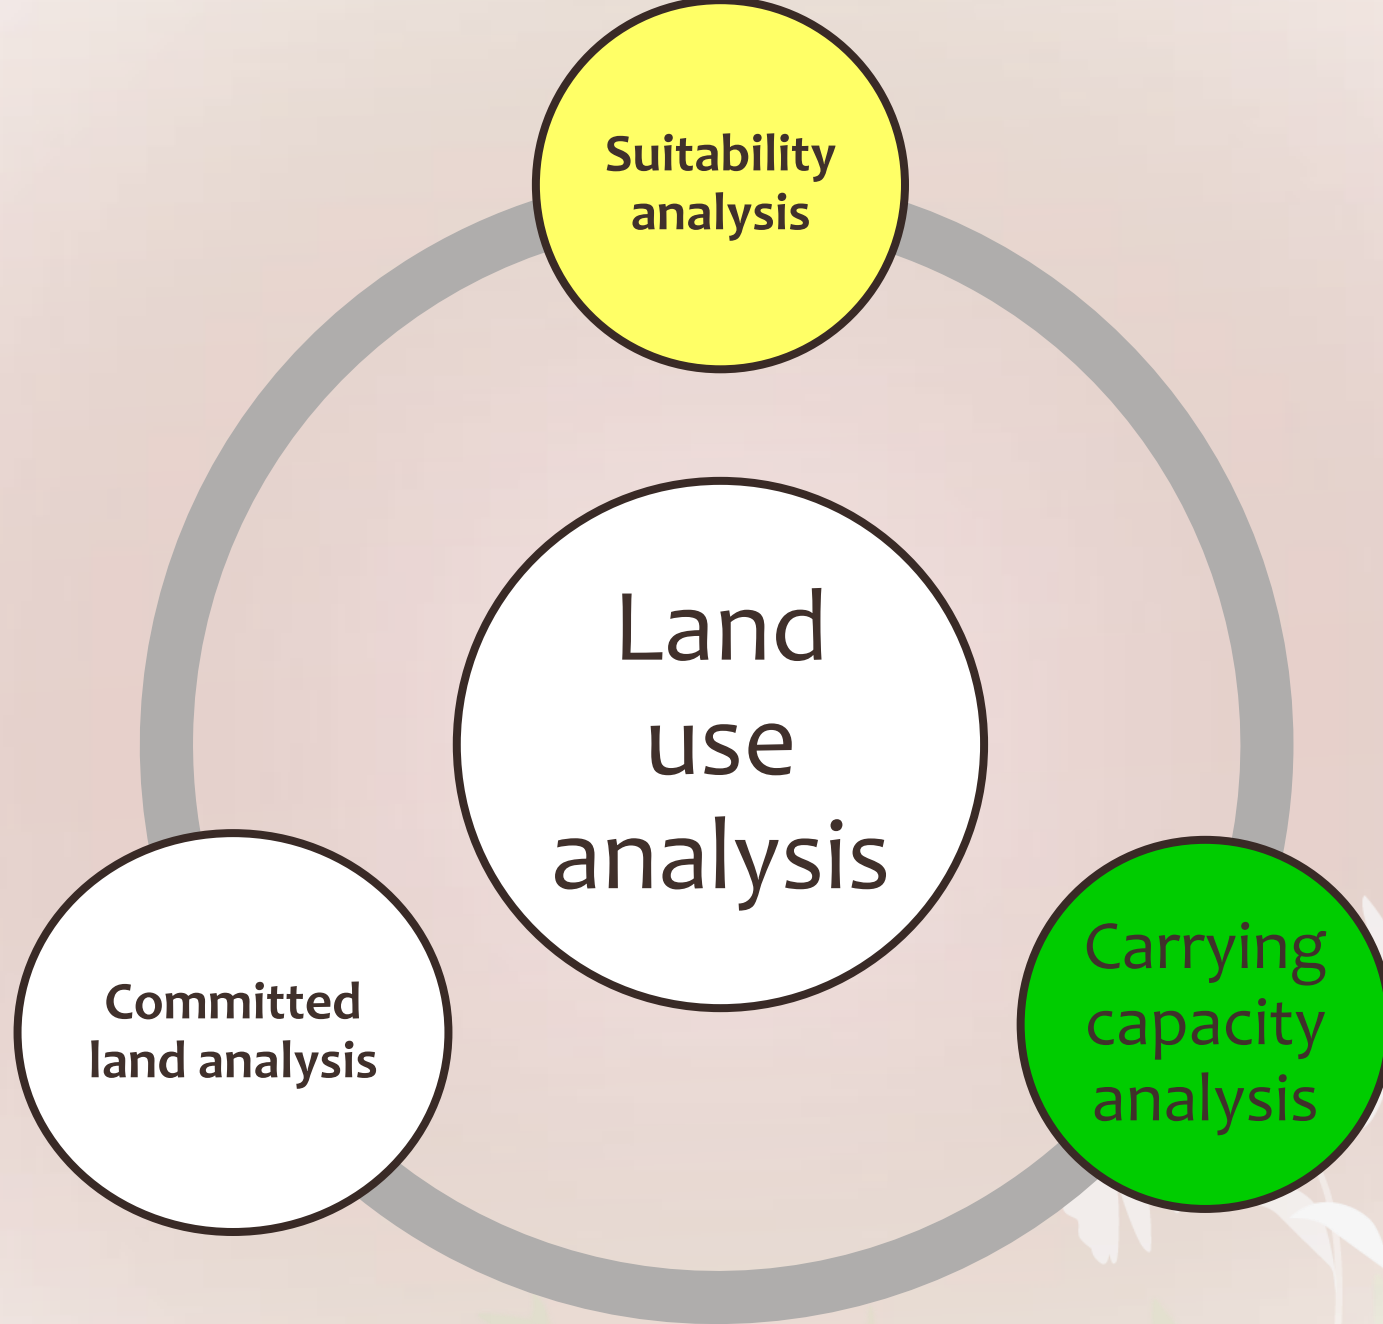 Suitability
analysis
Land
use
analysis
Committed
land analysis
Carrying
capacity
analysis